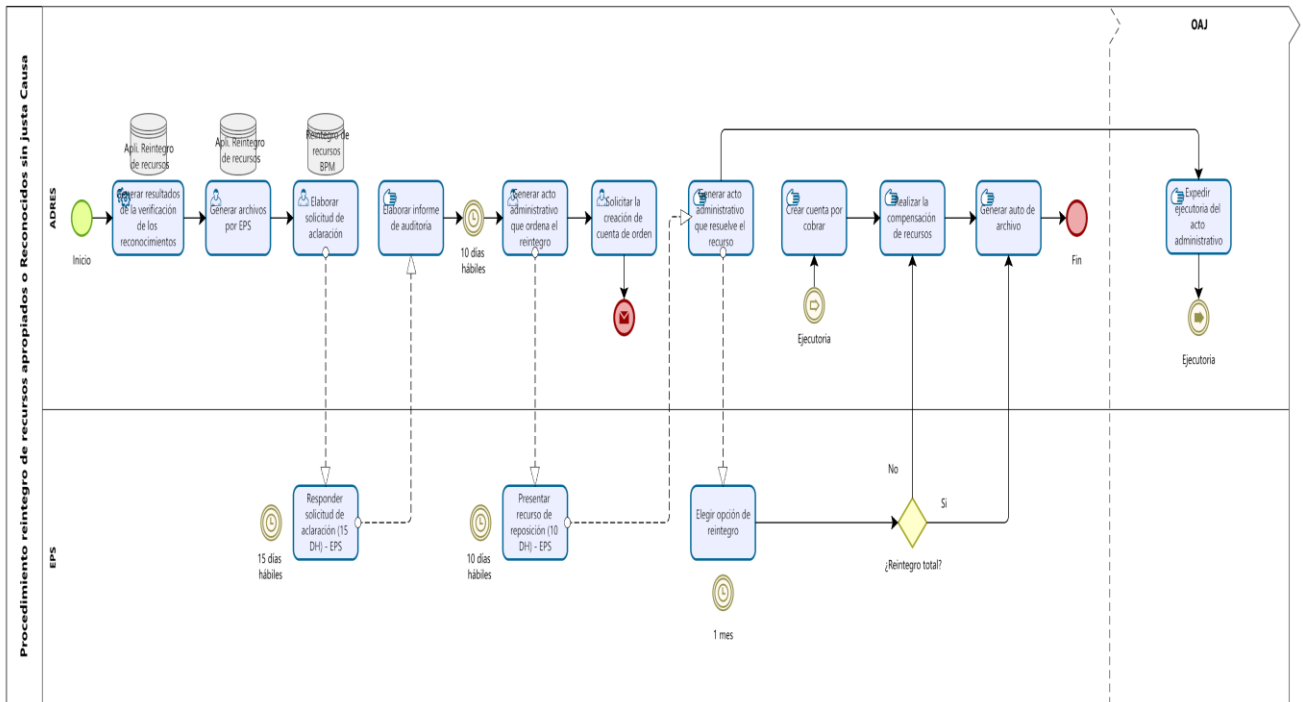 Procedimiento reintegro de recursos apropiados o Reconocidos sin justa Causa
OAJ
ADRES
Inicio
Apli. Reintegro
de recursos
Generar resultados
de la verificación
de los
reconocimientos
Apli. Reintegro
de recursos
Generar archivos
por EPS
Reintegro de
recursos
BPM
Elaborar
solicitud de
aclaración
Elaborar informe
de auditoría
10 días
hábiles
Generar acto
administrativo
que ordena el
reintegro
Solicitar la
creación de
cuenta de orden
Generar acto
administrativo
que resuelve el
recurso
Crear cuenta por
cobrar
Ejecutoria
Realizar la
compensación
de recursos
Generar auto de
archivo
Fin
Expedir
ejecutoria del
acto
administrativo
Ejecutoria
EPS
15 días
hábiles
Responder
solicitud de
aclaración (15
DH) - EPS
10 días
hábiles
Presentar
recurso de
reposición (10
DH) - EPS
Elegir opción de
reintegro
1 mes
No
Si
¿Reintegro total?